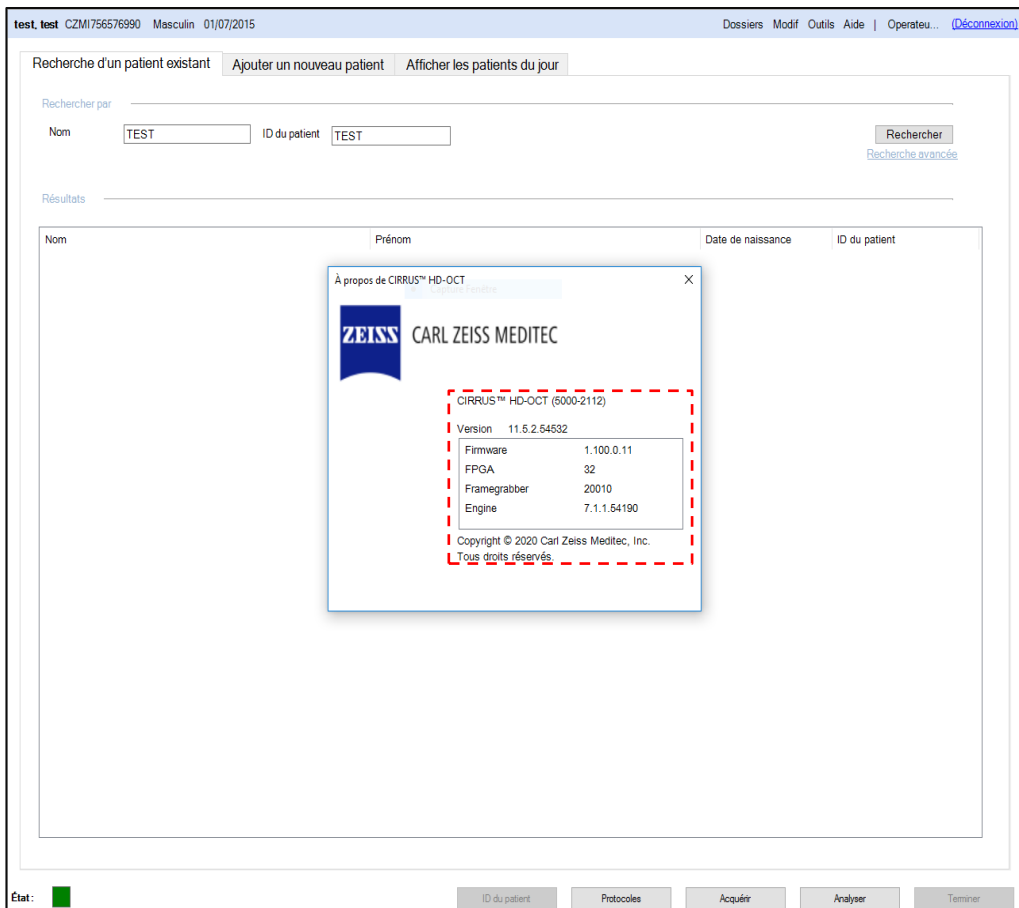 test, test CZMI756576990 Masculin 01/07/2015 Dossiers Modif Outils Aide | Operateu... (Déconnexion)
Recherche d'un patient existant Ajouter un nouveau patient Afficher les patients du jour
Rechercher par
Nom TEST ID du patient TEST Rechercher
Recherche avancée
Résultats
Nom Prénom Date de naissance ID du patient
À propos de CIRRUS™ HD-OCT
Capture Fenêtre
ZEISS CARL ZEISS MEDITEC
CIRRUS™ HD-OCT (5000-2112)
Version 11.5.2.54532
Firmware 1.100.0.11
FPGA 32
Framegrabber 20010
Engine 7.1.1.54190
Copyright © 2020 Carl Zeiss Meditec, Inc.
Tous droits réservés.
État : ID du patient Protocoles Acquérir Analyser Terminer